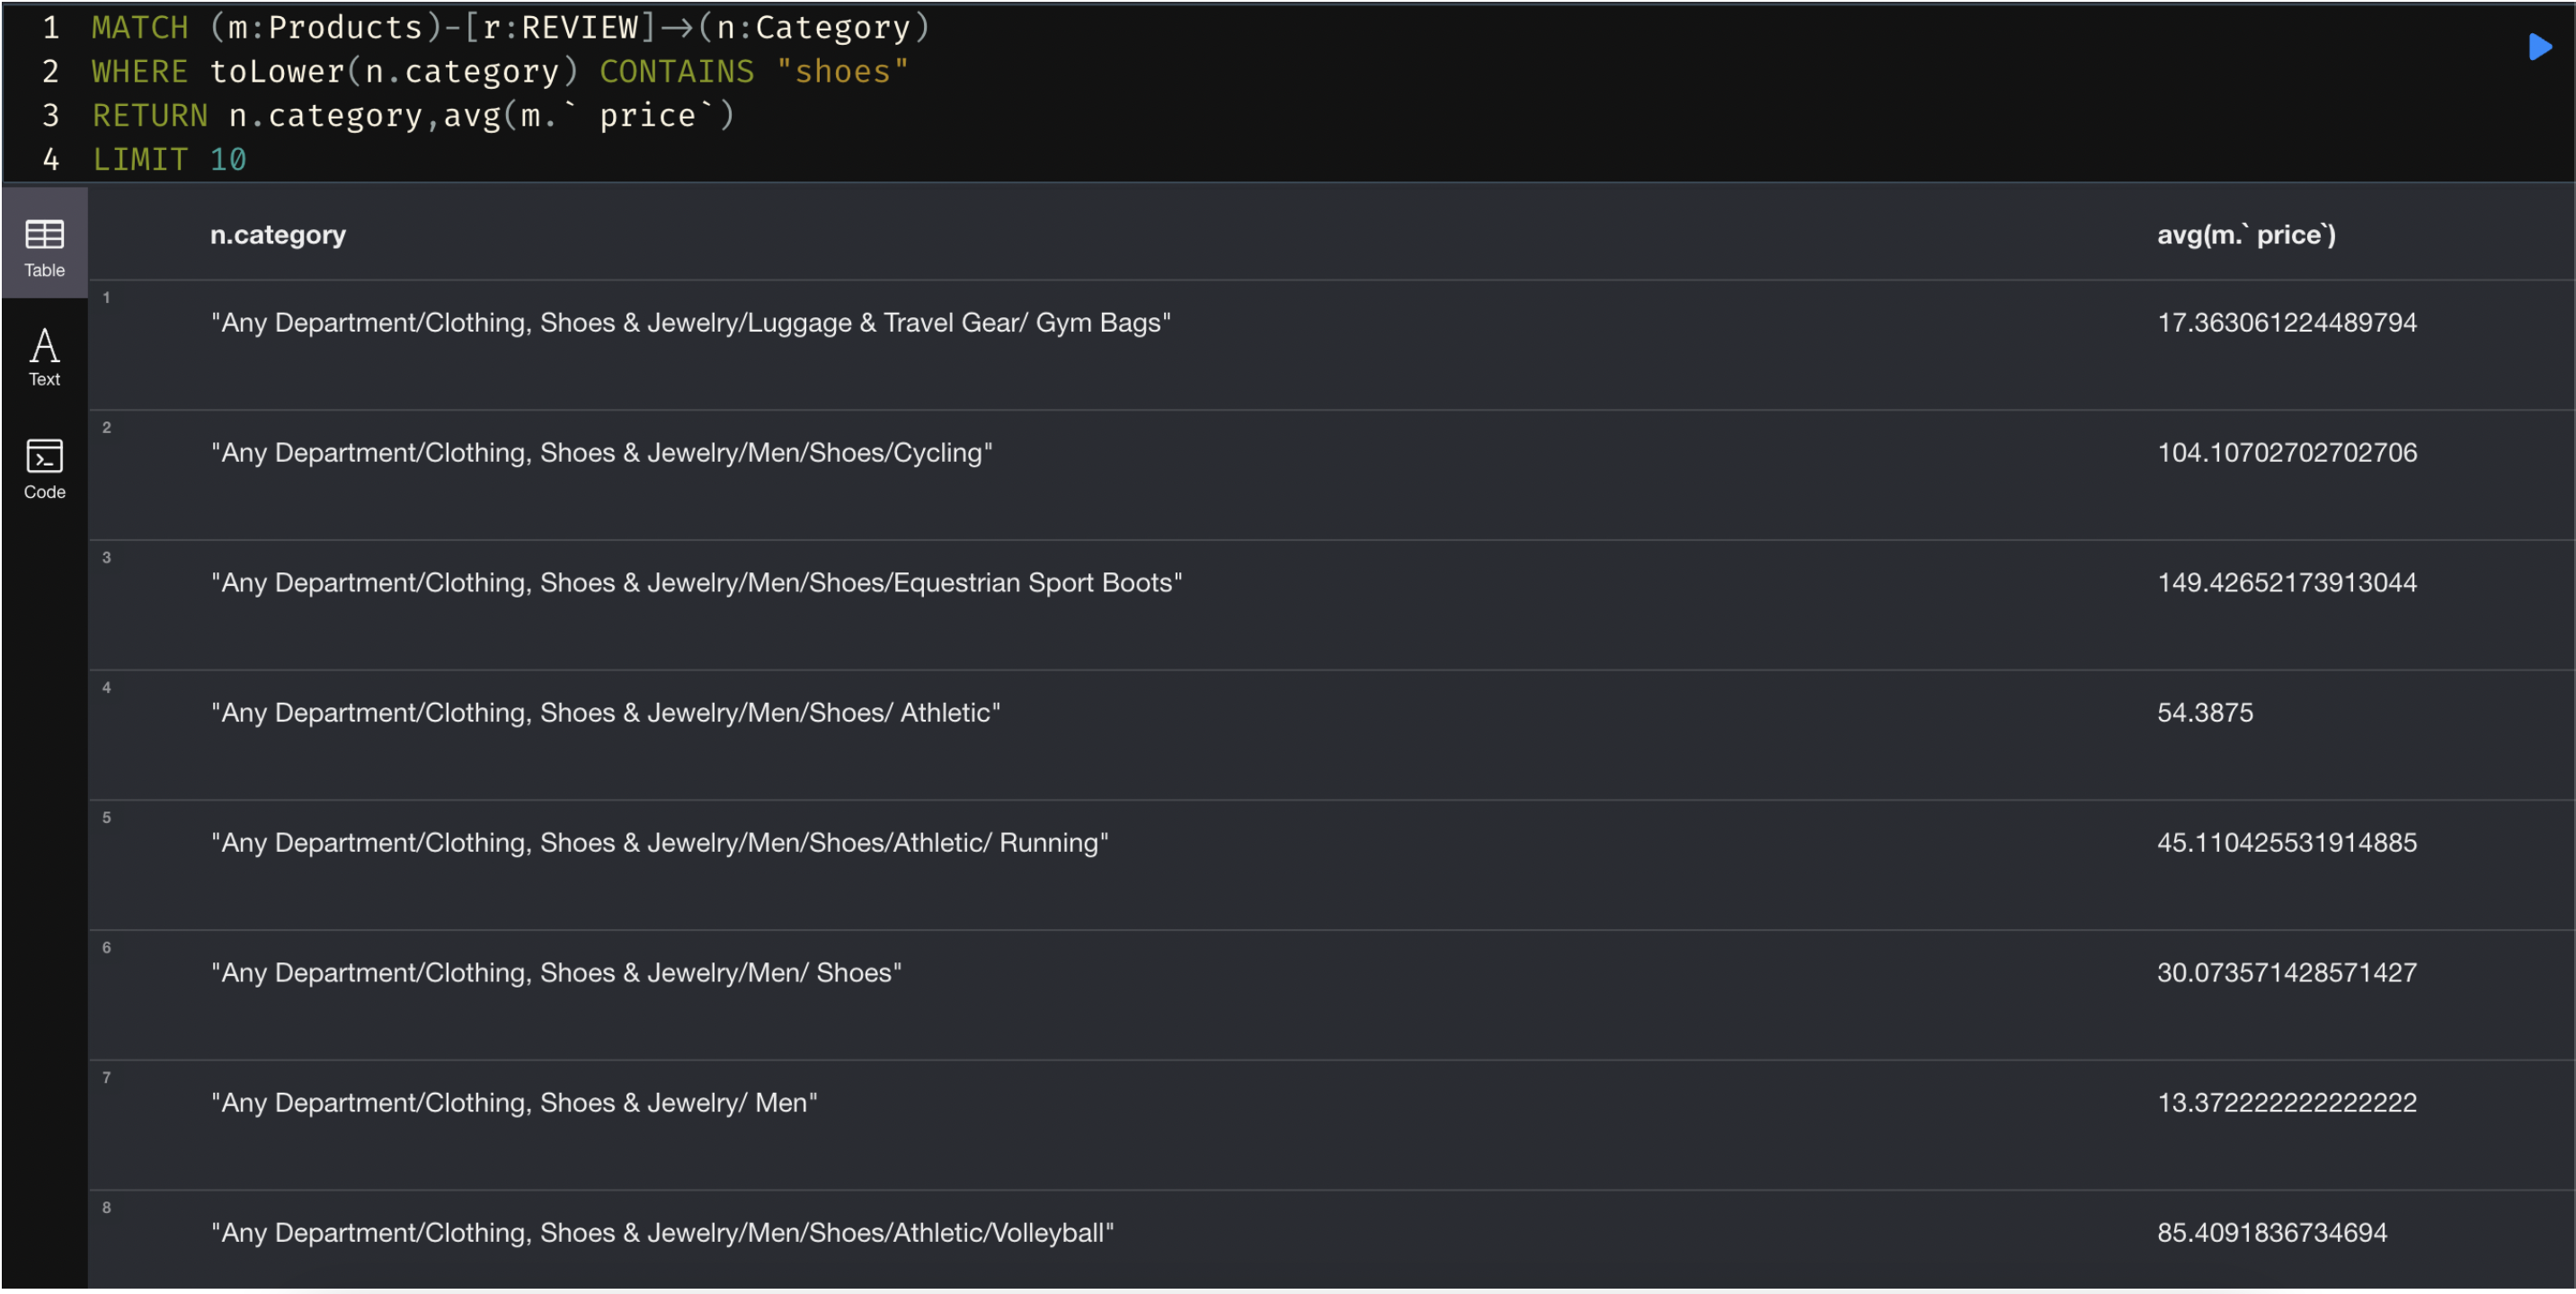 1 MATCH (m:Products)-[r:REVIEW]→(n:Category)
2 WHERE toLower(n.category) CONTAINS "shoes"
3 RETURN n.category,avg(m.` price`)
4 LIMIT 10
Table
Text
Code
n.category avg(m.` price`)
1 "Any Department/Clothing, Shoes & Jewelry/Luggage & Travel Gear/ Gym Bags" 17.363061224489794
2 "Any Department/Clothing, Shoes & Jewelry/Men/Shoes/Cycling" 104.10702702702706
3 "Any Department/Clothing, Shoes & Jewelry/Men/Shoes/Equestrian Sport Boots" 149.42652173913044
4 "Any Department/Clothing, Shoes & Jewelry/Men/Shoes/ Athletic" 54.3875
5 "Any Department/Clothing, Shoes & Jewelry/Men/Shoes/Athletic/ Running" 45.110425531914885
6 "Any Department/Clothing, Shoes & Jewelry/Men/ Shoes" 30.073571428571427
7 "Any Department/Clothing, Shoes & Jewelry/ Men" 13.372222222222222
8 "Any Department/Clothing, Shoes & Jewelry/Men/Shoes/Athletic/Volleyball" 85.4091836734694